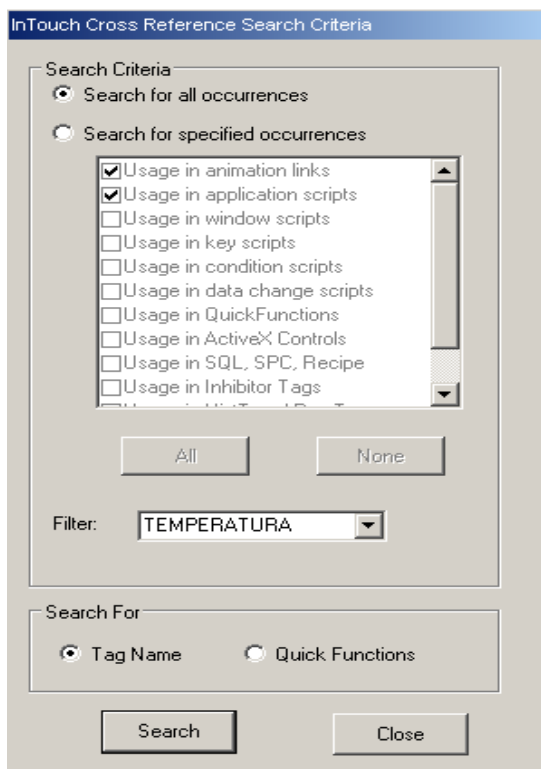 InTouch Cross Reference Search Criteria
Search Criteria
Search for all occurrences
Search for specified occurrences
Usage in animation links
Usage in application scripts
Usage in window scripts
Usage in key scripts
Usage in condition scripts
Usage in data change scripts
Usage in QuickFunctions
Usage in ActiveX Controls
Usage in SQL, SPC, Recipe
Usage in Inhibitor Tags
All
None
Filter: TEMPERATURA
Search For
Tag Name Quick Functions
Search Close